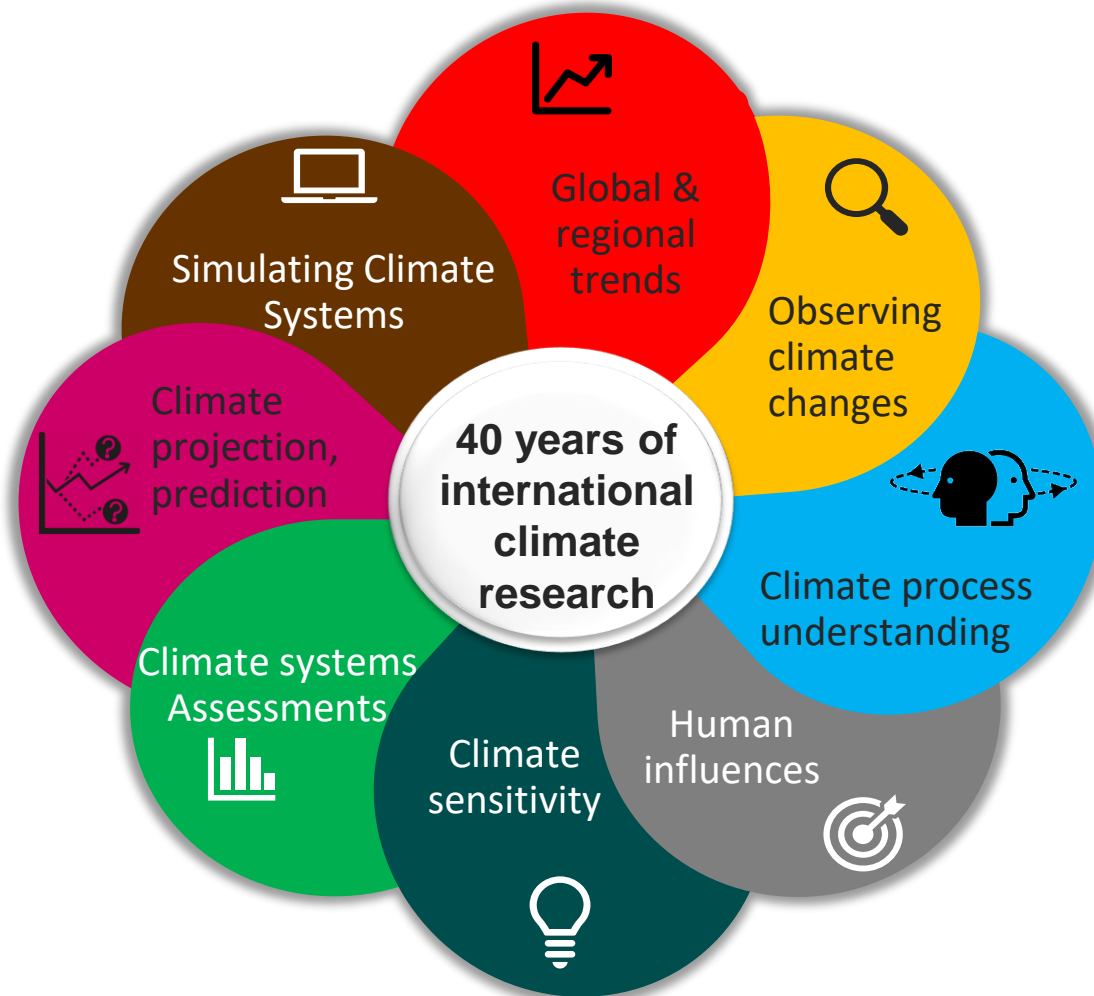 Global &
regional
trends
Observing
climate
changes
Climate process
understanding
Human
influences
Climate
sensitivity
Climate systems
Assessments
Climate
projection,
prediction
?
?
Simulating Climate
Systems
40 years of
international
climate
research